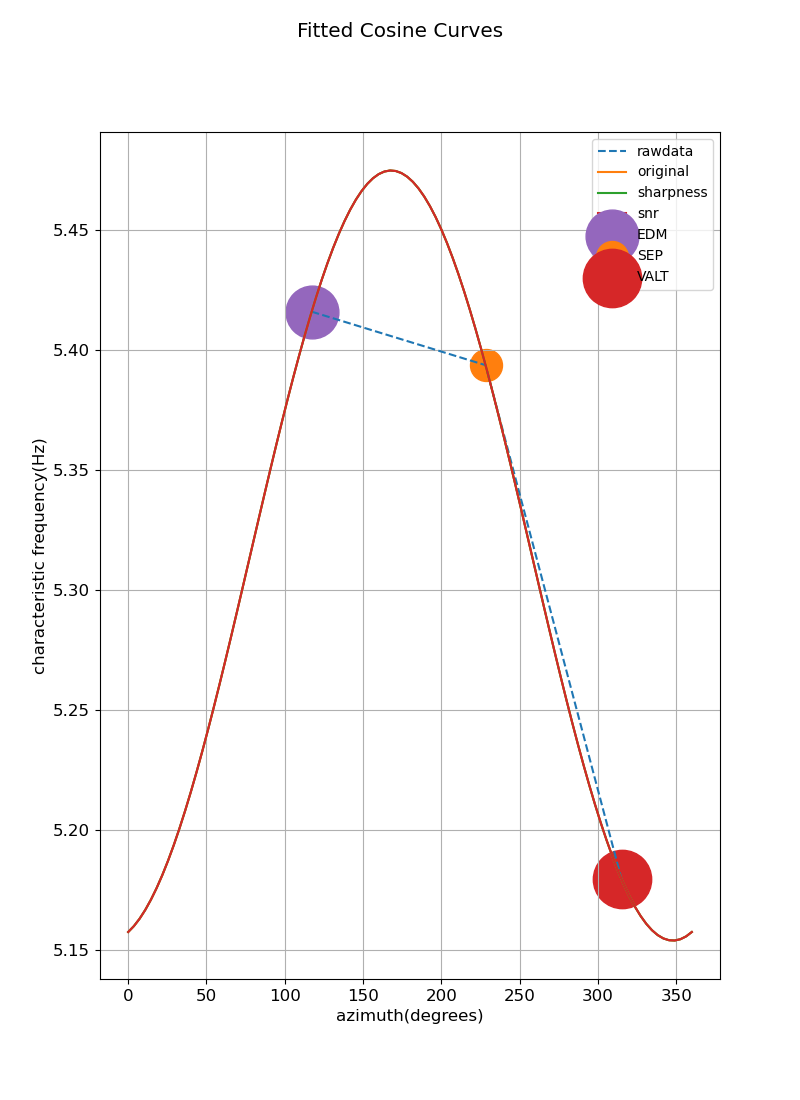 Fitted Cosine Curves
rawdata
original
sharpness
snr
EDM
SEP
VALT
5.45
5.40
5.35
5.30
5.25
5.20
5.15
characteristic frequency(Hz)
0 50 100 150 200 250 300 350
azimuth(degrees)